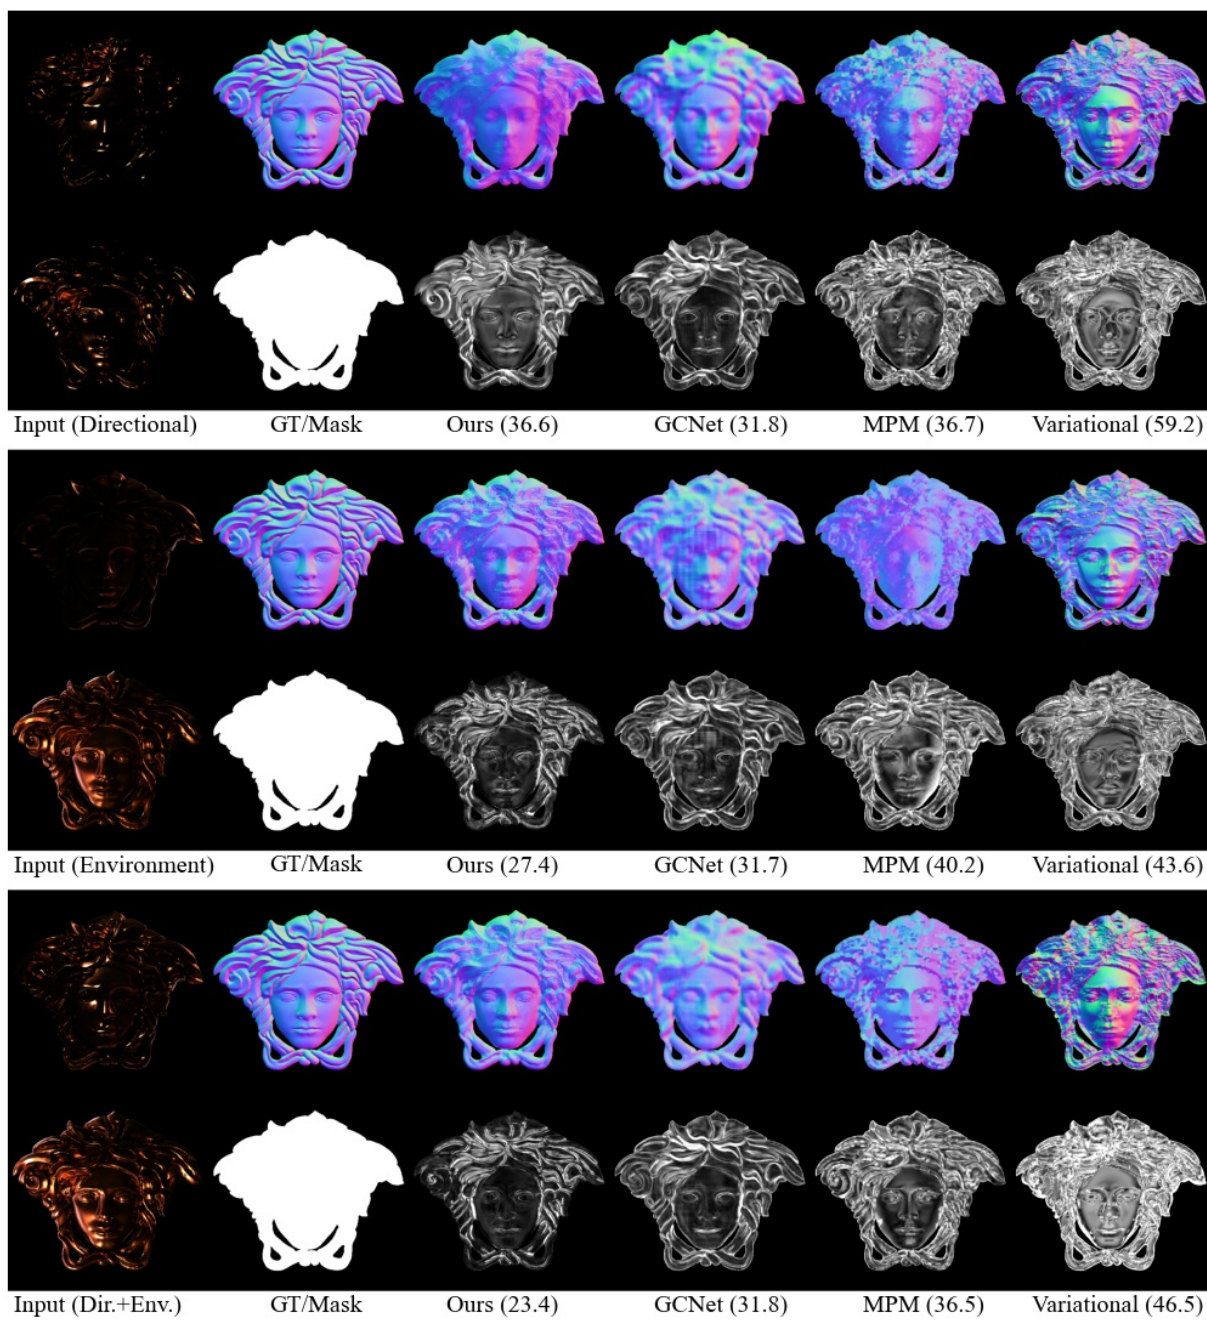 Input (Directional) GT/Mask Ours (36.6) GCNet (31.8) MPM (36.7) Variational (59.2)
Input (Environment) GT/Mask Ours (27.4) GCNet (31.7) MPM (40.2) Variational (43.6)
Input (Dir.+Env.) GT/Mask Ours (23.4) GCNet (31.8) MPM (36.5) Variational (46.5)